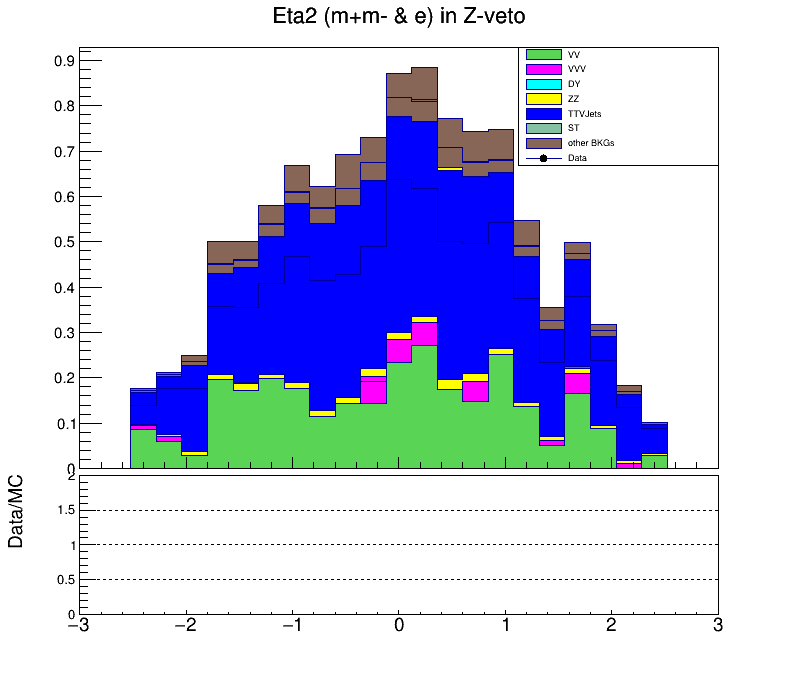 Eta2 (m+m- & e) in Z-veto
VV
VVV
DY
ZZ
TTVJets
ST
other BKGs
Data
0.9
0.8
0.7
0.6
0.5
0.4
0.3
0.2
0.1
0
Data/MC
2
1.5
1
0.5
0
−3 −2 −1 0 1 2 3